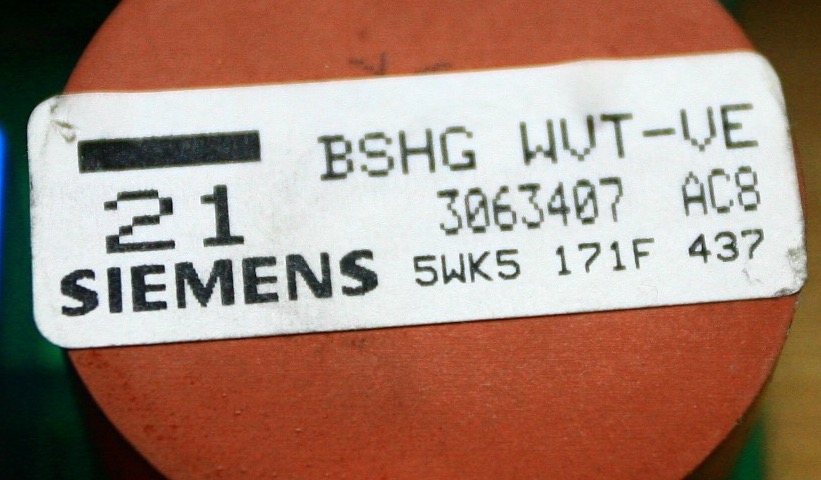 BSHG WVT-VE
21 3063407 AC8
SIEMENS 5WK5 171F 437